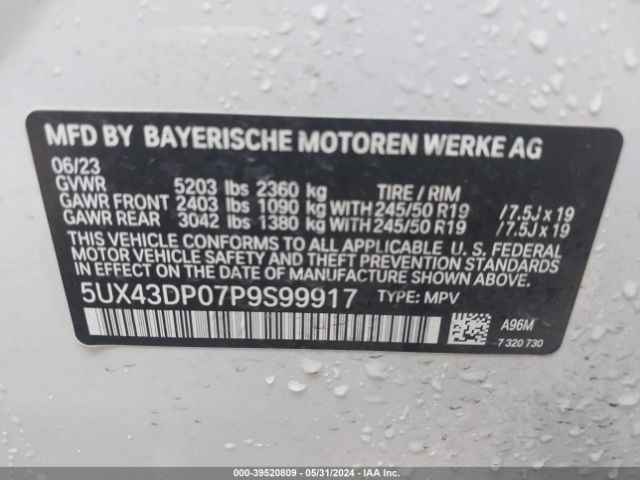 MFD BY BAYERISCHE MOTOREN WERKE AG
06/23
GVWR 5203 lbs 2360 kg TIRE / RIM
GAWR FRONT 2403 lbs 1090 kg WITH 245/50 R19 / 7.5J x 19
GAWR REAR 3042 lbs 1380 kg WITH 245/50 R19 / 7.5J x 19
THIS VEHICLE CONFORMS TO ALL APPLICABLE U. S. FEDERAL
MOTOR VEHICLE SAFETY AND THEFT PREVENTION STANDARDS
IN EFFECT ON THE DATE OF MANUFACTURE SHOWN ABOVE.
5UX43DP07P9S99917 TYPE: MPV
A96M
7 320 730
000-39520809 - 05/31/2024 - IAA Inc.